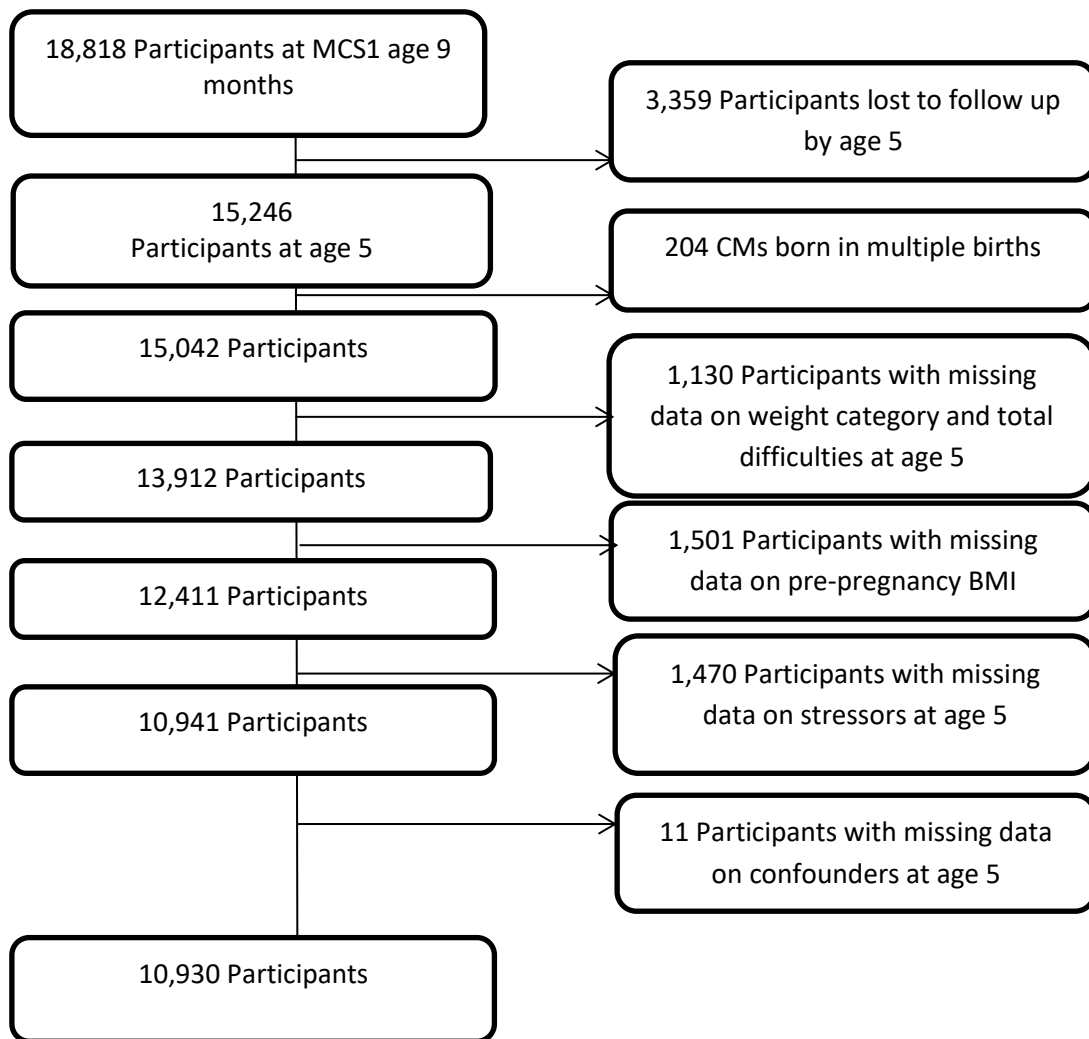 18,818 Participants at MCS1 age 9
months
3,359 Participants lost to follow up
by age 5
15,246
Participants at age 5
204 CMs born in multiple births
15,042 Participants
1,130 Participants with missing
data on weight category and total
difficulties at age 5
13,912 Participants
1,501 Participants with missing
data on pre-pregnancy BMI
12,411 Participants
1,470 Participants with missing
data on stressors at age 5
10,941 Participants
11 Participants with missing data
on confounders at age 5
10,930 Participants